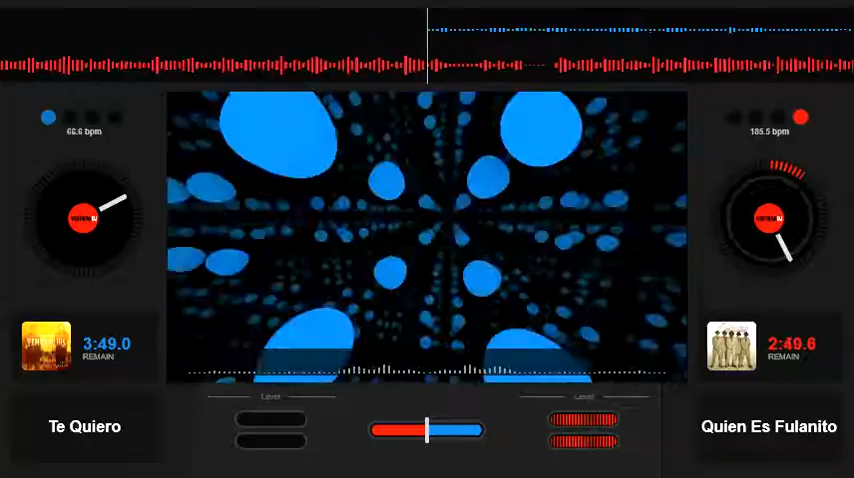 66.6 bpm
185.5 bpm
3:49.0
REMAIN
2:49.6
REMAIN
Level
Level
Te Quiero
Quien Es Fulanito